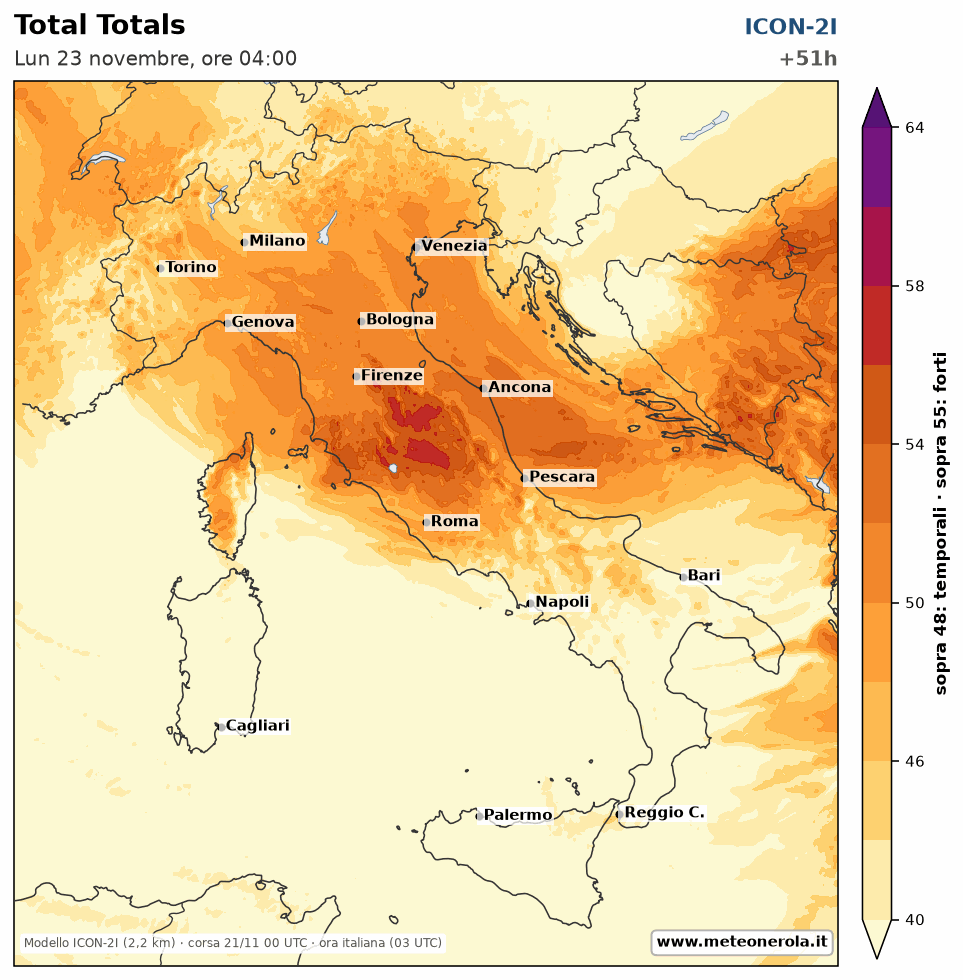 Total Totals
ICON-2I
Lun 23 novembre, ore 04:00
+51h
Milano
Venezia
Torino
Genova
Bologna
Firenze
Ancona
Pescara
Roma
Bari
Napoli
Cagliari
Palermo
Reggio C.
64
58
54
50
46
40
sopra 48: temporali · sopra 55: forti
Modello ICON-2I (2,2 km) · corsa 21/11 00 UTC · ora italiana (03 UTC)
www.meteonerola.it